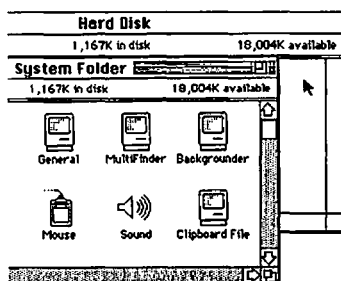 Hard Disk
1,167K in disk 18,004K available
System Folder
1,167K in disk 18,004K available
General MultiFinder Backgrounder
Mouse Sound Clipboard File